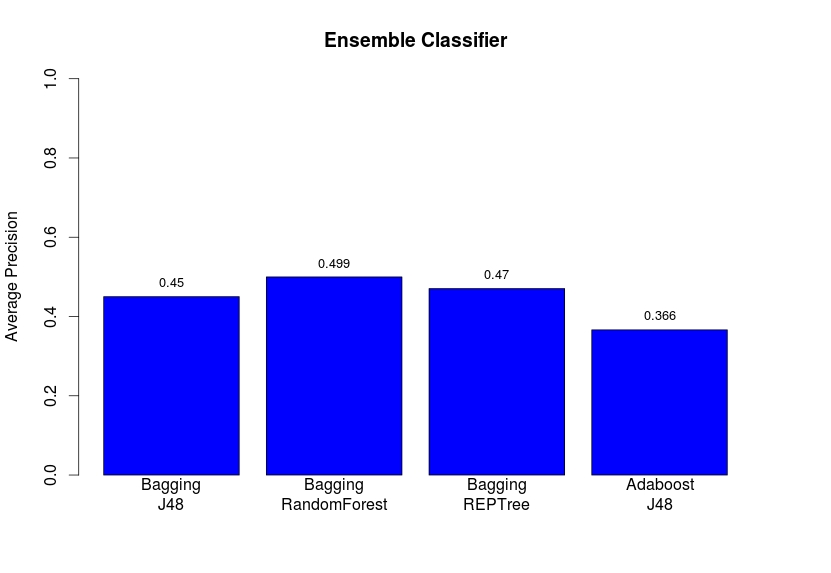 Ensemble Classifier
Average Precision
1.0
0.8
0.6
0.4
0.2
0.0
0.45
0.499
0.47
0.366
Bagging
J48
Bagging
RandomForest
Bagging
REPTree
Adaboost
J48